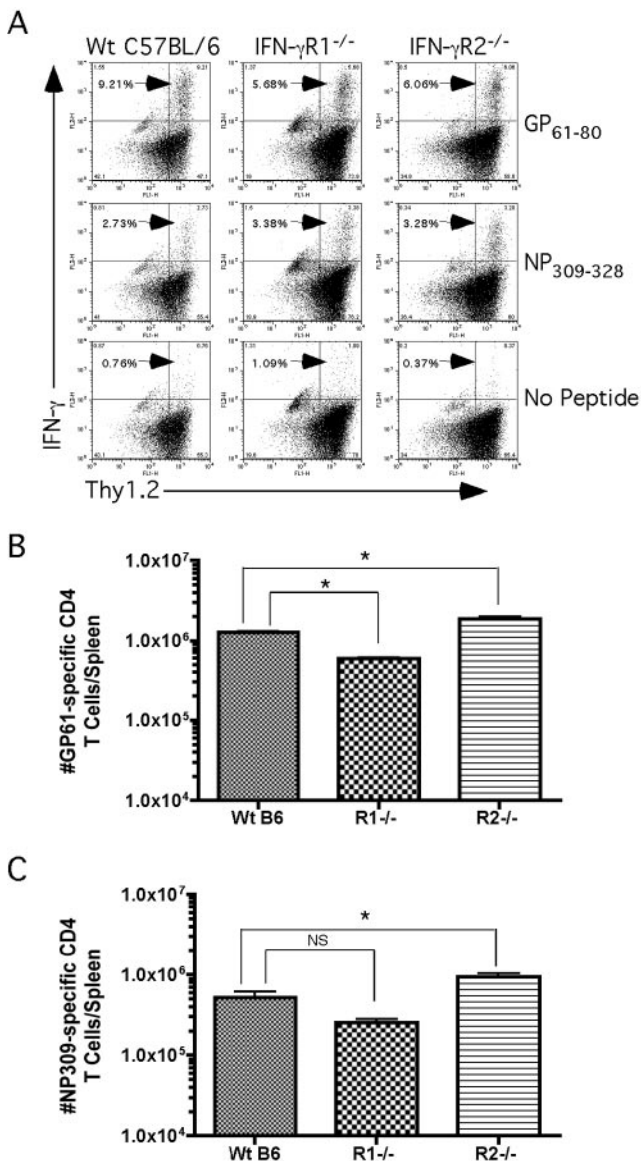 A
Wt C57BL/6 IFN-γR1-/- IFN-γR2-/-
9.21% 5.68% 6.06%
GP61-80
2.73% 3.38% 3.28%
NP309-328
0.76% 1.09% 0.37%
No Peptide
FL1-H FL1-H FL1-H
IFN-γ
Thy1.2
B
#GP61-specific CD4
T Cells/Spleen
1.0x10^7
1.0x10^6
1.0x10^5
1.0x10^4
*
*
Wt B6 R1-/- R2-/-
C
#NP309-specific CD4
T Cells/Spleen
1.0x10^7
1.0x10^6
1.0x10^5
1.0x10^4
*
NS
Wt B6 R1-/- R2-/-